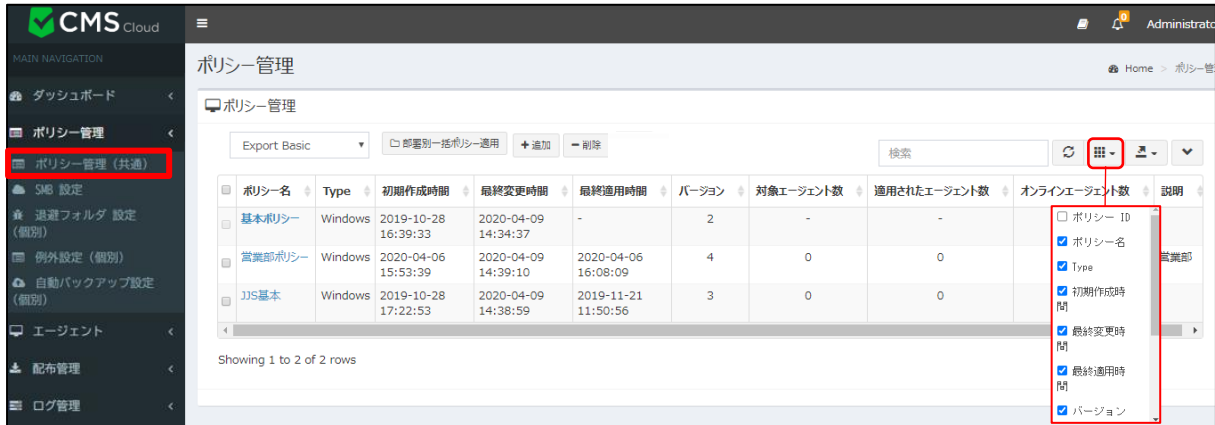 CMS Cloud
0
Administrato
MAIN NAVIGATION
ダッシュボード
ポリシー管理
ポリシー管理（共通）
SMB 設定
退避フォルダ 設定
(個別)
例外設定（個別）
自動バックアップ設定
(個別)
エージェント
配布管理
ログ管理
ポリシー管理
Home > ポリシー管
ポリシー管理
Export Basic
部署別一括ポリシー適用
追加
削除
検索
ポリシー名 Type 初期作成時間 最終変更時間 最終適用時間 バージョン 対象エージェント数 適用されたエージェント数 オンラインエージェント数 説明
基本ポリシー Windows 2019-10-28 2020-04-09 - 2 - -
16:39:33 14:34:37
営業部ポリシー Windows 2020-04-06 2020-04-09 2020-04-06 4 0 0 営業部
15:53:39 14:39:10 16:08:09
JJS基本 Windows 2019-10-28 2020-04-09 2019-11-21 3 0 0
17:22:53 14:38:59 11:50:56
Showing 1 to 2 of 2 rows
ポリシー ID
ポリシー名
Type
初期作成時
間
最終変更時
間
最終適用時
間
バージョン